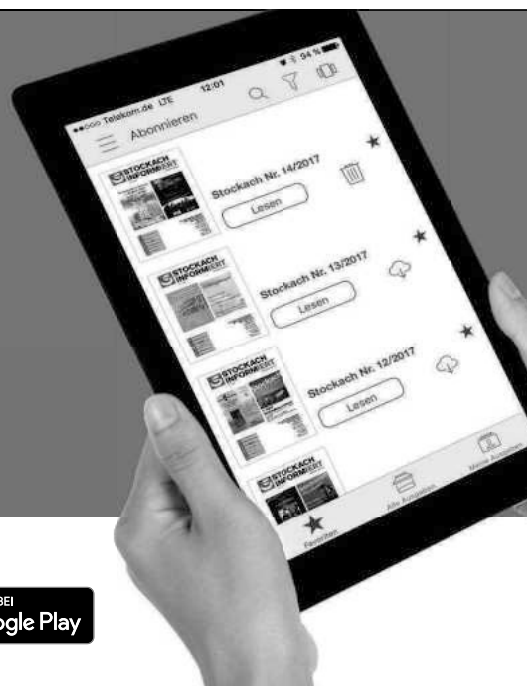 Telekom.de LTE 12:01 94 %
Abonnieren
STOCKACH
INFORMIERT
Stockach Nr. 14/2017
Lesen
STOCKACH
INFORMIERT
Stockach Nr. 13/2017
Lesen
STOCKACH
INFORMIERT
Stockach Nr. 12/2017
Lesen
STOCKACH
INFORMIERT
Favoriten
Alle Ausgaben
Meine Ausgaben
BEI
ogle Play